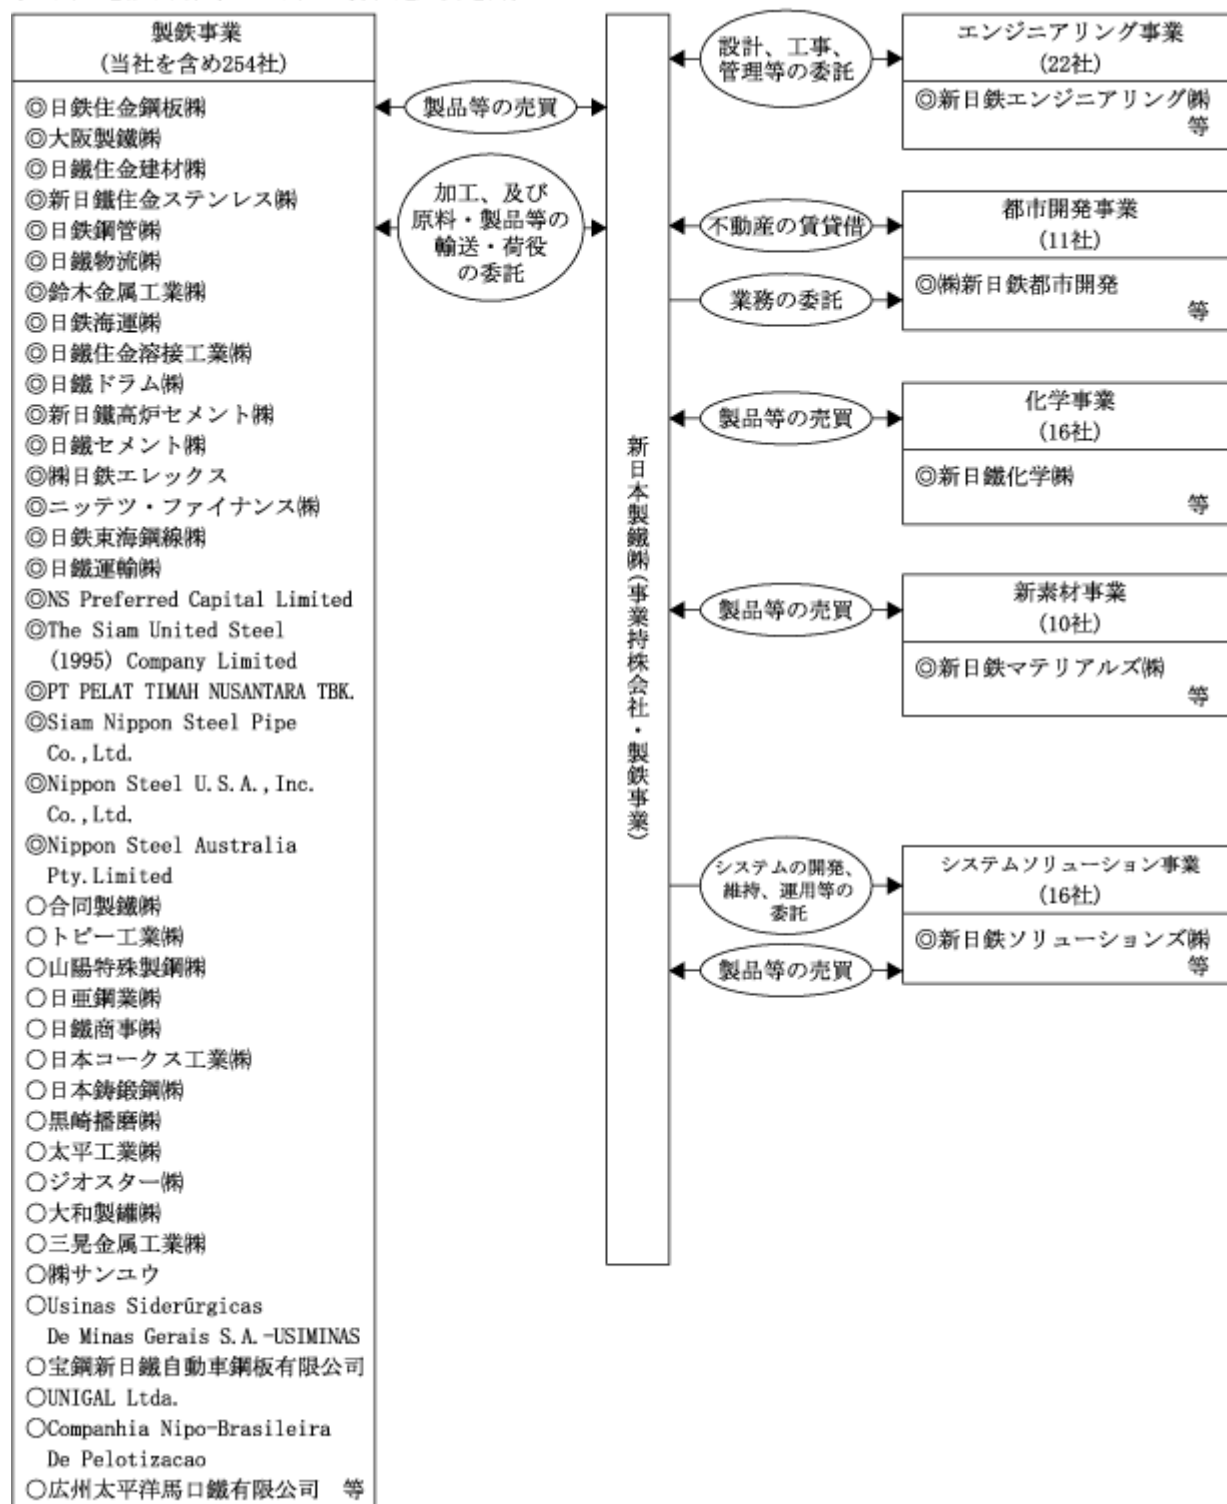 製鉄事業
(当社を含め254社)
◎日鉄住金鋼板㈱
◎大阪製鐵㈱
◎日鐵住金建材㈱
◎新日鐵住金ステンレス㈱
◎日鉄鋼管㈱
◎日鐵物流㈱
◎鈴木金属工業㈱
◎日鉄海運㈱
◎日鐵住金溶接工業㈱
◎日鐵ドラム㈱
◎新日鐵高炉セメント㈱
◎日鐵セメント㈱
◎㈱日鉄エレックス
◎ニッテツ・ファイナンス㈱
◎日鉄東海鋼線㈱
◎日鐵運輸㈱
◎NS Preferred Capital Limited
◎The Siam United Steel
(1995) Company Limited
◎PT PELAT TIMAH NUSANTARA TBK.
◎Siam Nippon Steel Pipe
Co.,Ltd.
◎Nippon Steel U.S.A.,Inc.
Co.,Ltd.
◎Nippon Steel Australia
Pty.Limited
○合同製鐵㈱
○トピー工業㈱
○山陽特殊製鋼㈱
○日亜鋼業㈱
○日鐵商事㈱
○日本コークス工業㈱
○日本鋳鍛鋼㈱
○黒崎播磨㈱
○太平工業㈱
○ジオスター㈱
○大和製罐㈱
○三晃金属工業㈱
○㈱サンユウ
○Usinas Siderūrgicas
De Minas Gerais S.A.-USIMINAS
○宝鋼新日鐵自動車鋼板有限公司
○UNIGAL Ltda.
○Companhia Nipo-Brasileira
De Pelotizacao
○広州太平洋馬口鐵有限公司 等
製品等の売買
加工、及び
原料・製品等の
輸送・荷役
の委託
新日本製鐵㈱(事業持株会社・製鉄事業)
設計、工事、
管理等の委託
エンジニアリング事業
(22社)
◎新日鉄エンジニアリング㈱
等
不動産の賃貸借
業務の委託
都市開発事業
(11社)
◎㈱新日鉄都市開発
等
製品等の売買
化学事業
(16社)
◎新日鐵化学㈱
等
製品等の売買
新素材事業
(10社)
◎新日鉄マテリアルズ㈱
等
システムの開発、
維持、運用等の
委託
製品等の売買
システムソリューション事業
(16社)
◎新日鉄ソリューションズ㈱
等